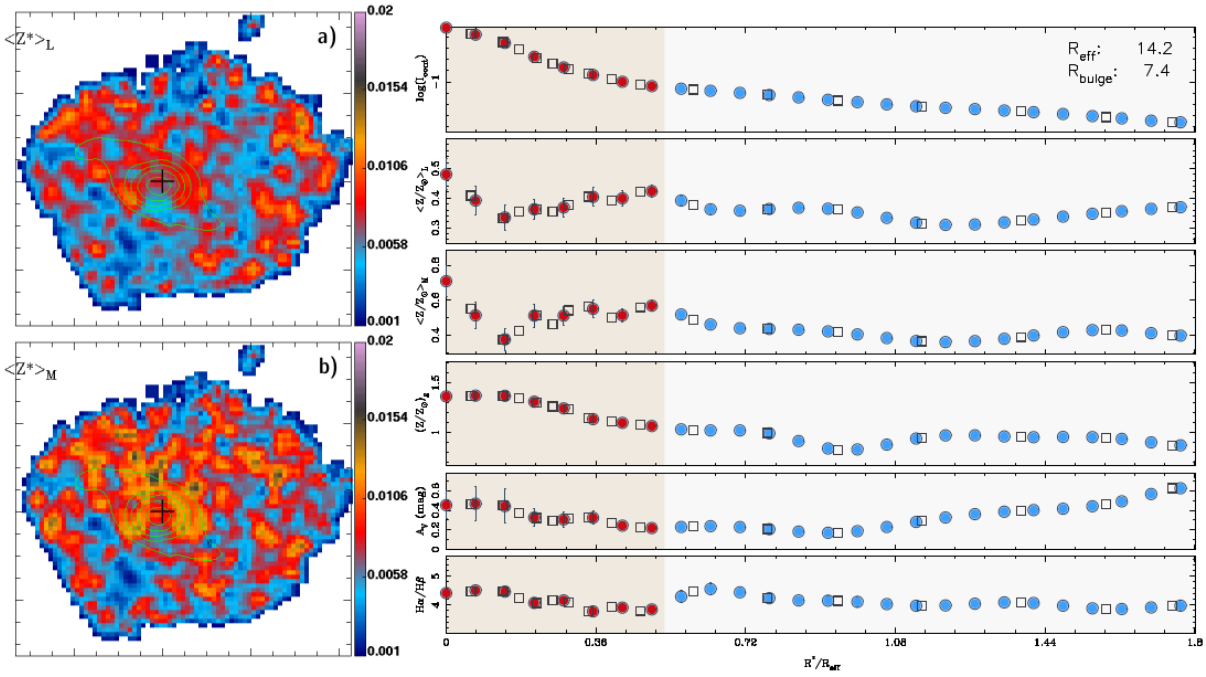 <Z*>L
a)
0.02
0.0154
0.0106
0.0058
0.001
<Z*>M
b)
0.02
0.0154
0.0106
0.0058
0.001
Reff: 14.2
Rbulge: 7.4
log(Icont)
-1
<Z/Z⊙>L
0.5
0.4
0.3
<Z/Z⊙>M
0.8
0.6
0.4
(Z/Z⊙)g
1.5
1
AV (mag)
0.6
0.4
0.2
0
Hα/Hβ
5
4
0 0.36 0.72 1.08 1.44 1.8
R*/Reff